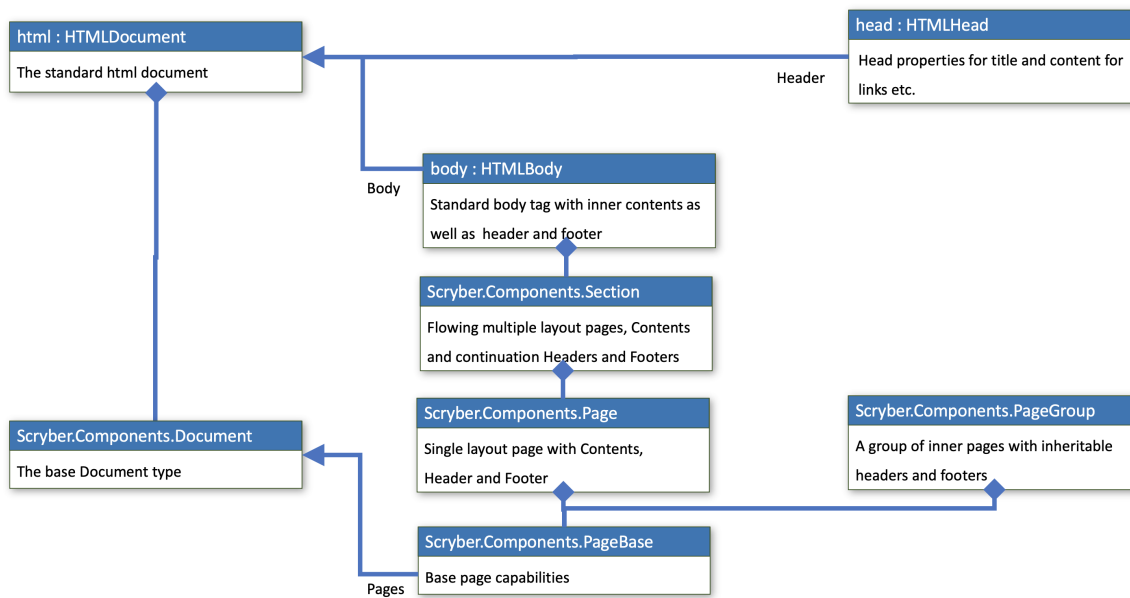 html : HTMLDocument
The standard html document
head : HTMLHead
Head properties for title and content for
links etc.
Header
body : HTMLBody
Standard body tag with inner contents as
well as header and footer
Body
Scryber.Components.Section
Flowing multiple layout pages, Contents
and continuation Headers and Footers
Scryber.Components.Document
The base Document type
Scryber.Components.Page
Single layout page with Contents,
Header and Footer
Scryber.Components.PageGroup
A group of inner pages with inheritable
headers and footers
Scryber.Components.PageBase
Base page capabilities
Pages